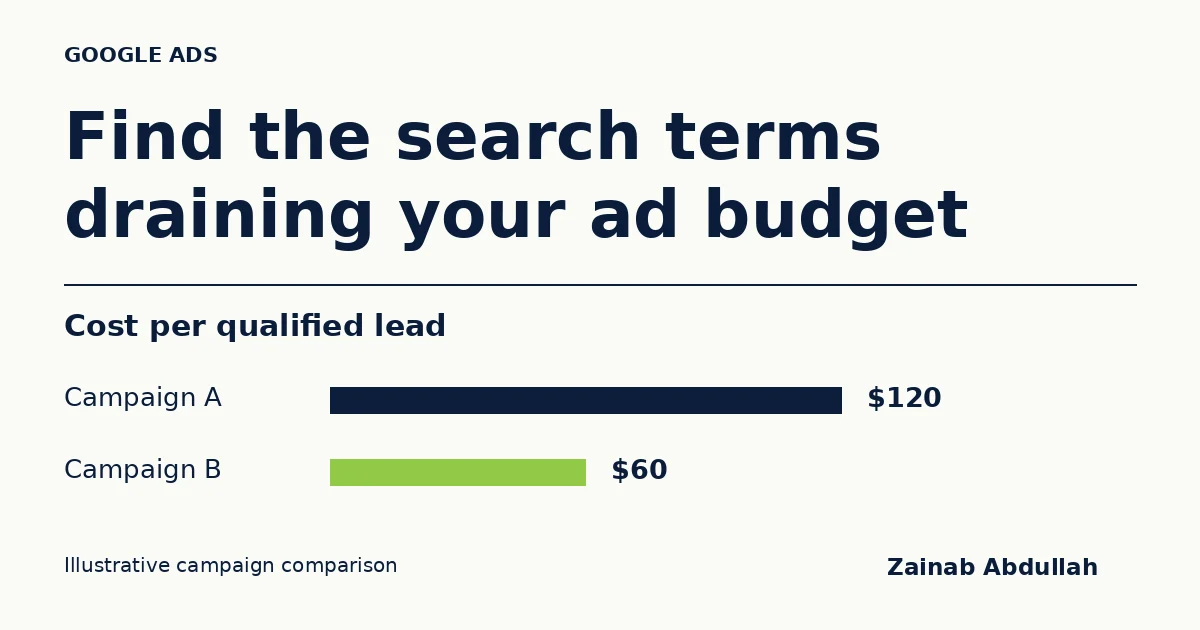 GOOGLE ADS
Find the search terms
draining your ad budget
Cost per qualified lead
Campaign A $120
Campaign B $60
Illustrative campaign comparison
Zainab Abdullah